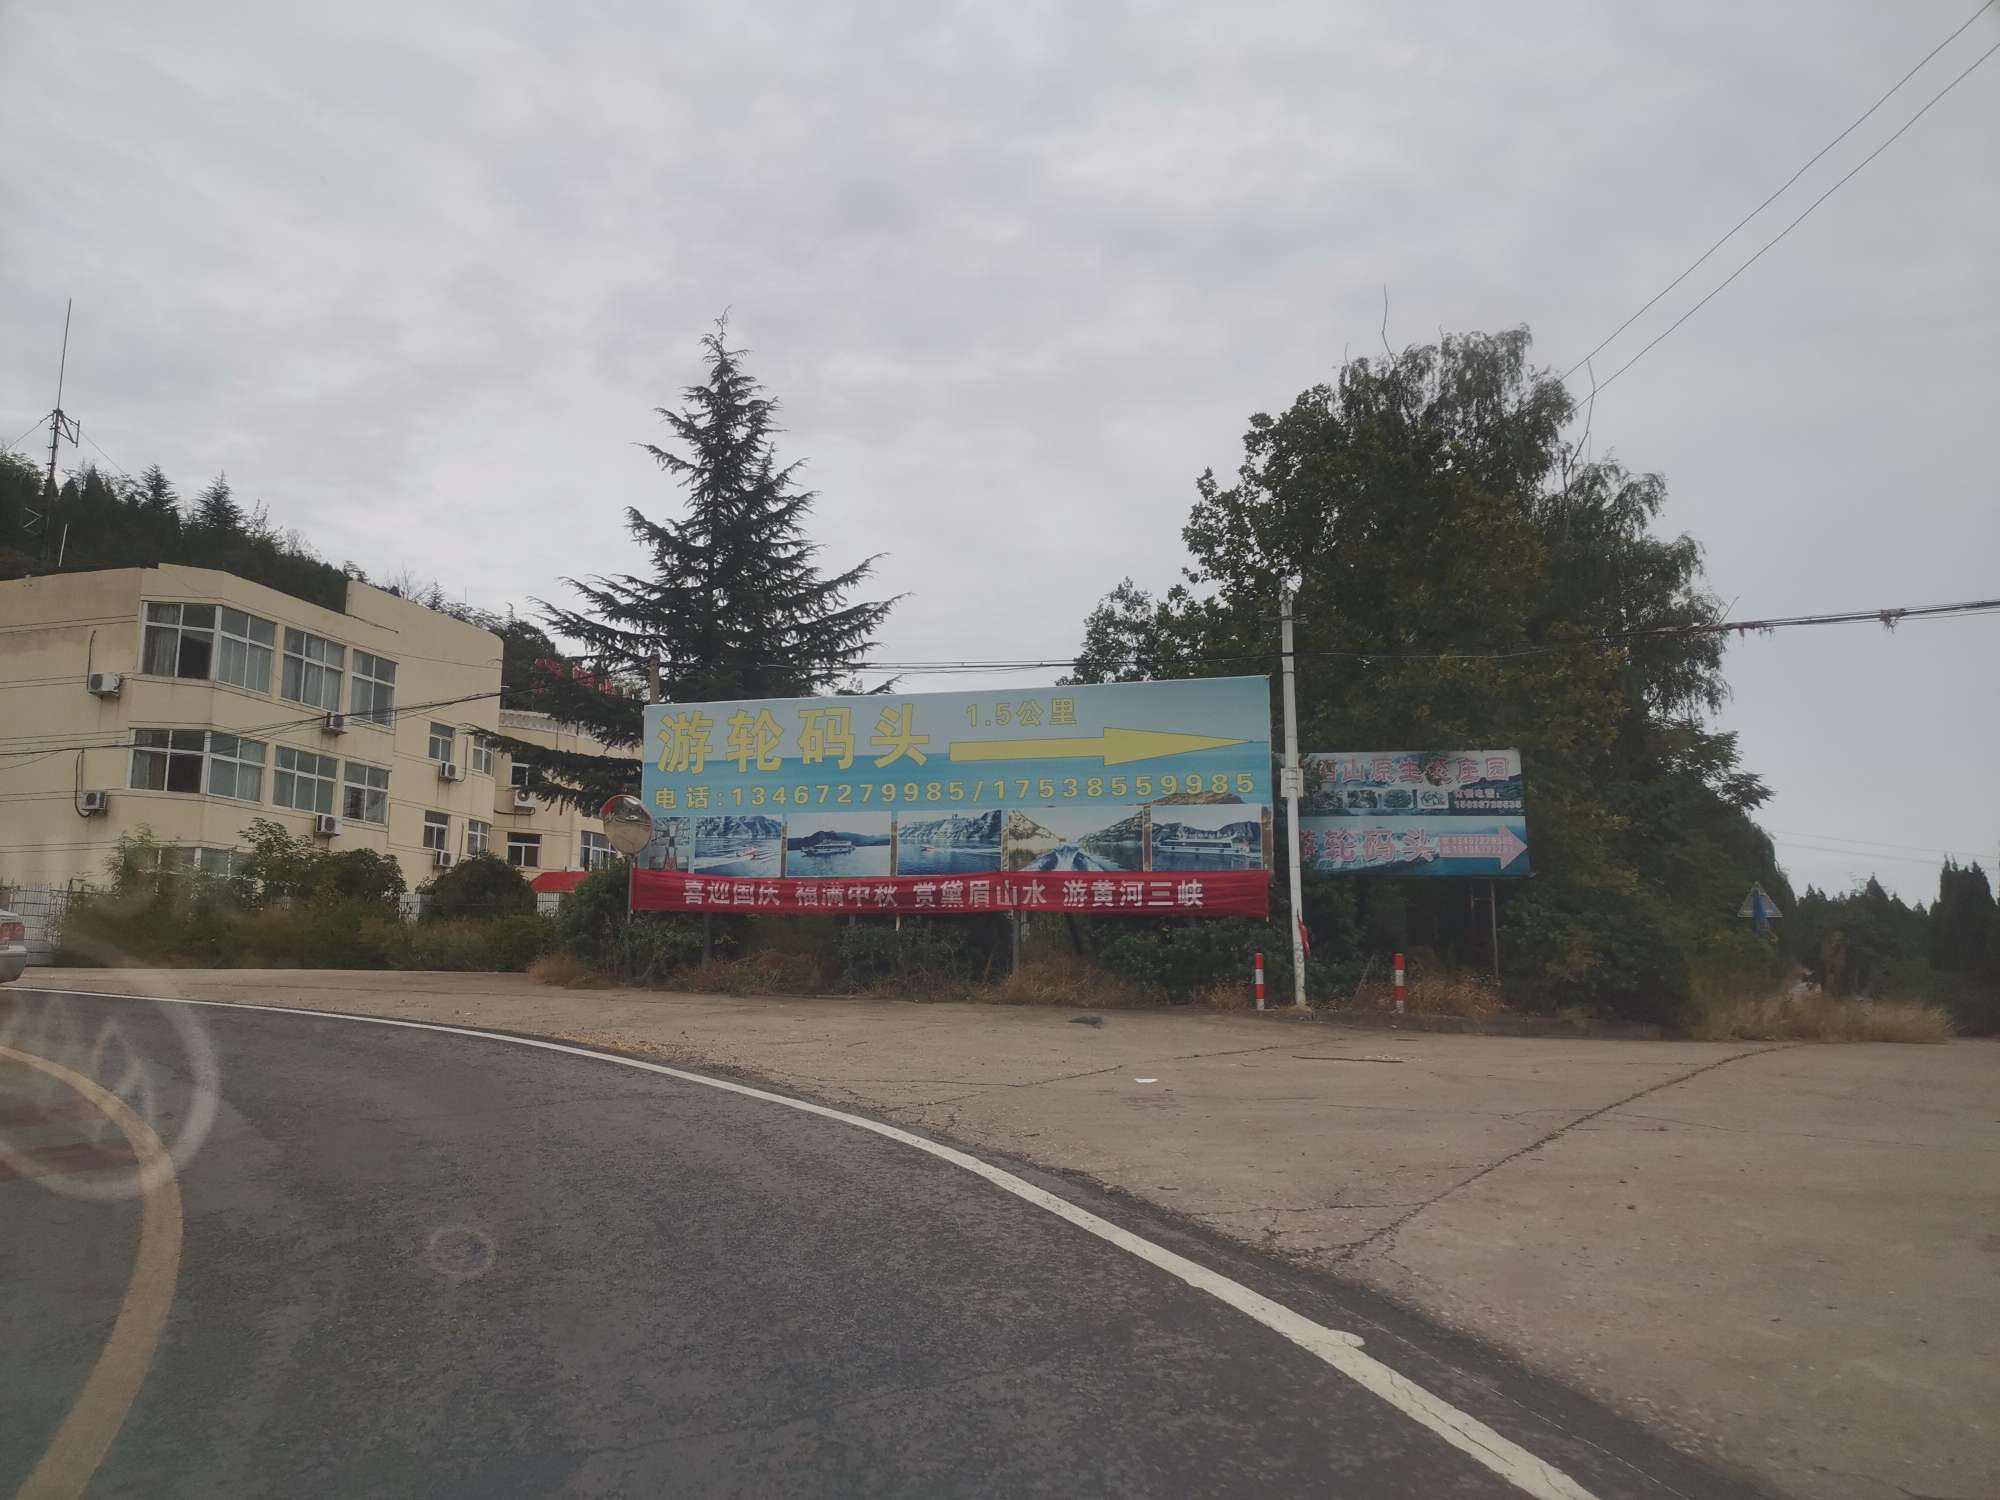 游轮码头 1.5公里
电话:13467279985/17538559985
喜迎国庆 福满中秋 赏黛眉山水 游黄河三峡
山原生态庄园
游轮码头